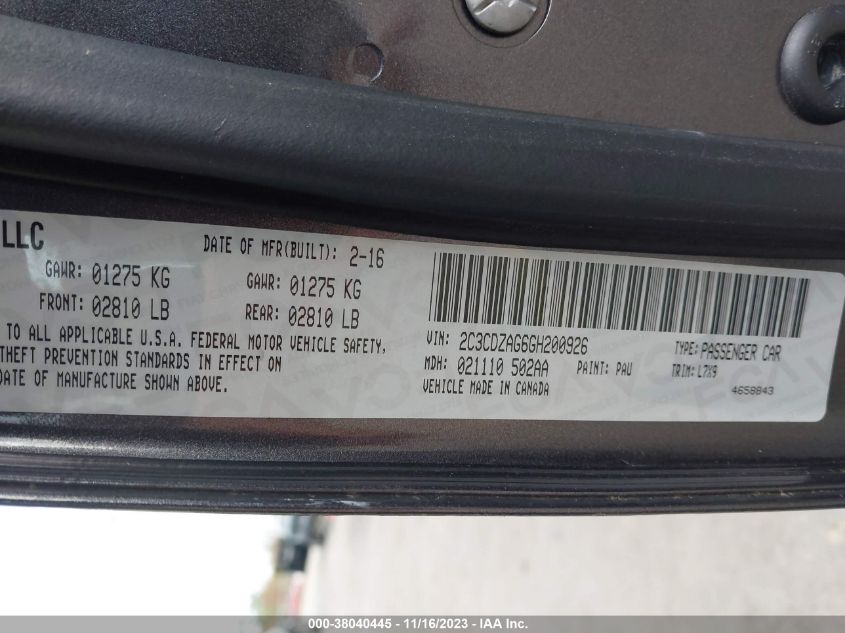 LLC
DATE OF MFR(BUILT): 2-16
GAWR: 01275 KG GAWR: 01275 KG
FRONT: 02810 LB REAR: 02810 LB
TO ALL APPLICABLE U.S.A. FEDERAL MOTOR VEHICLE SAFETY,
THEFT PREVENTION STANDARDS IN EFFECT ON
DATE OF MANUFACTURE SHOWN ABOVE.
VIN: 2C3CDZAG6GH200926 TYPE: PASSENGER CAR
MDH: 021110 502AA PAINT: PAU TRIM: L7X9
VEHICLE MADE IN CANADA 4658843
000-38040445 - 11/16/2023 - IAA Inc.